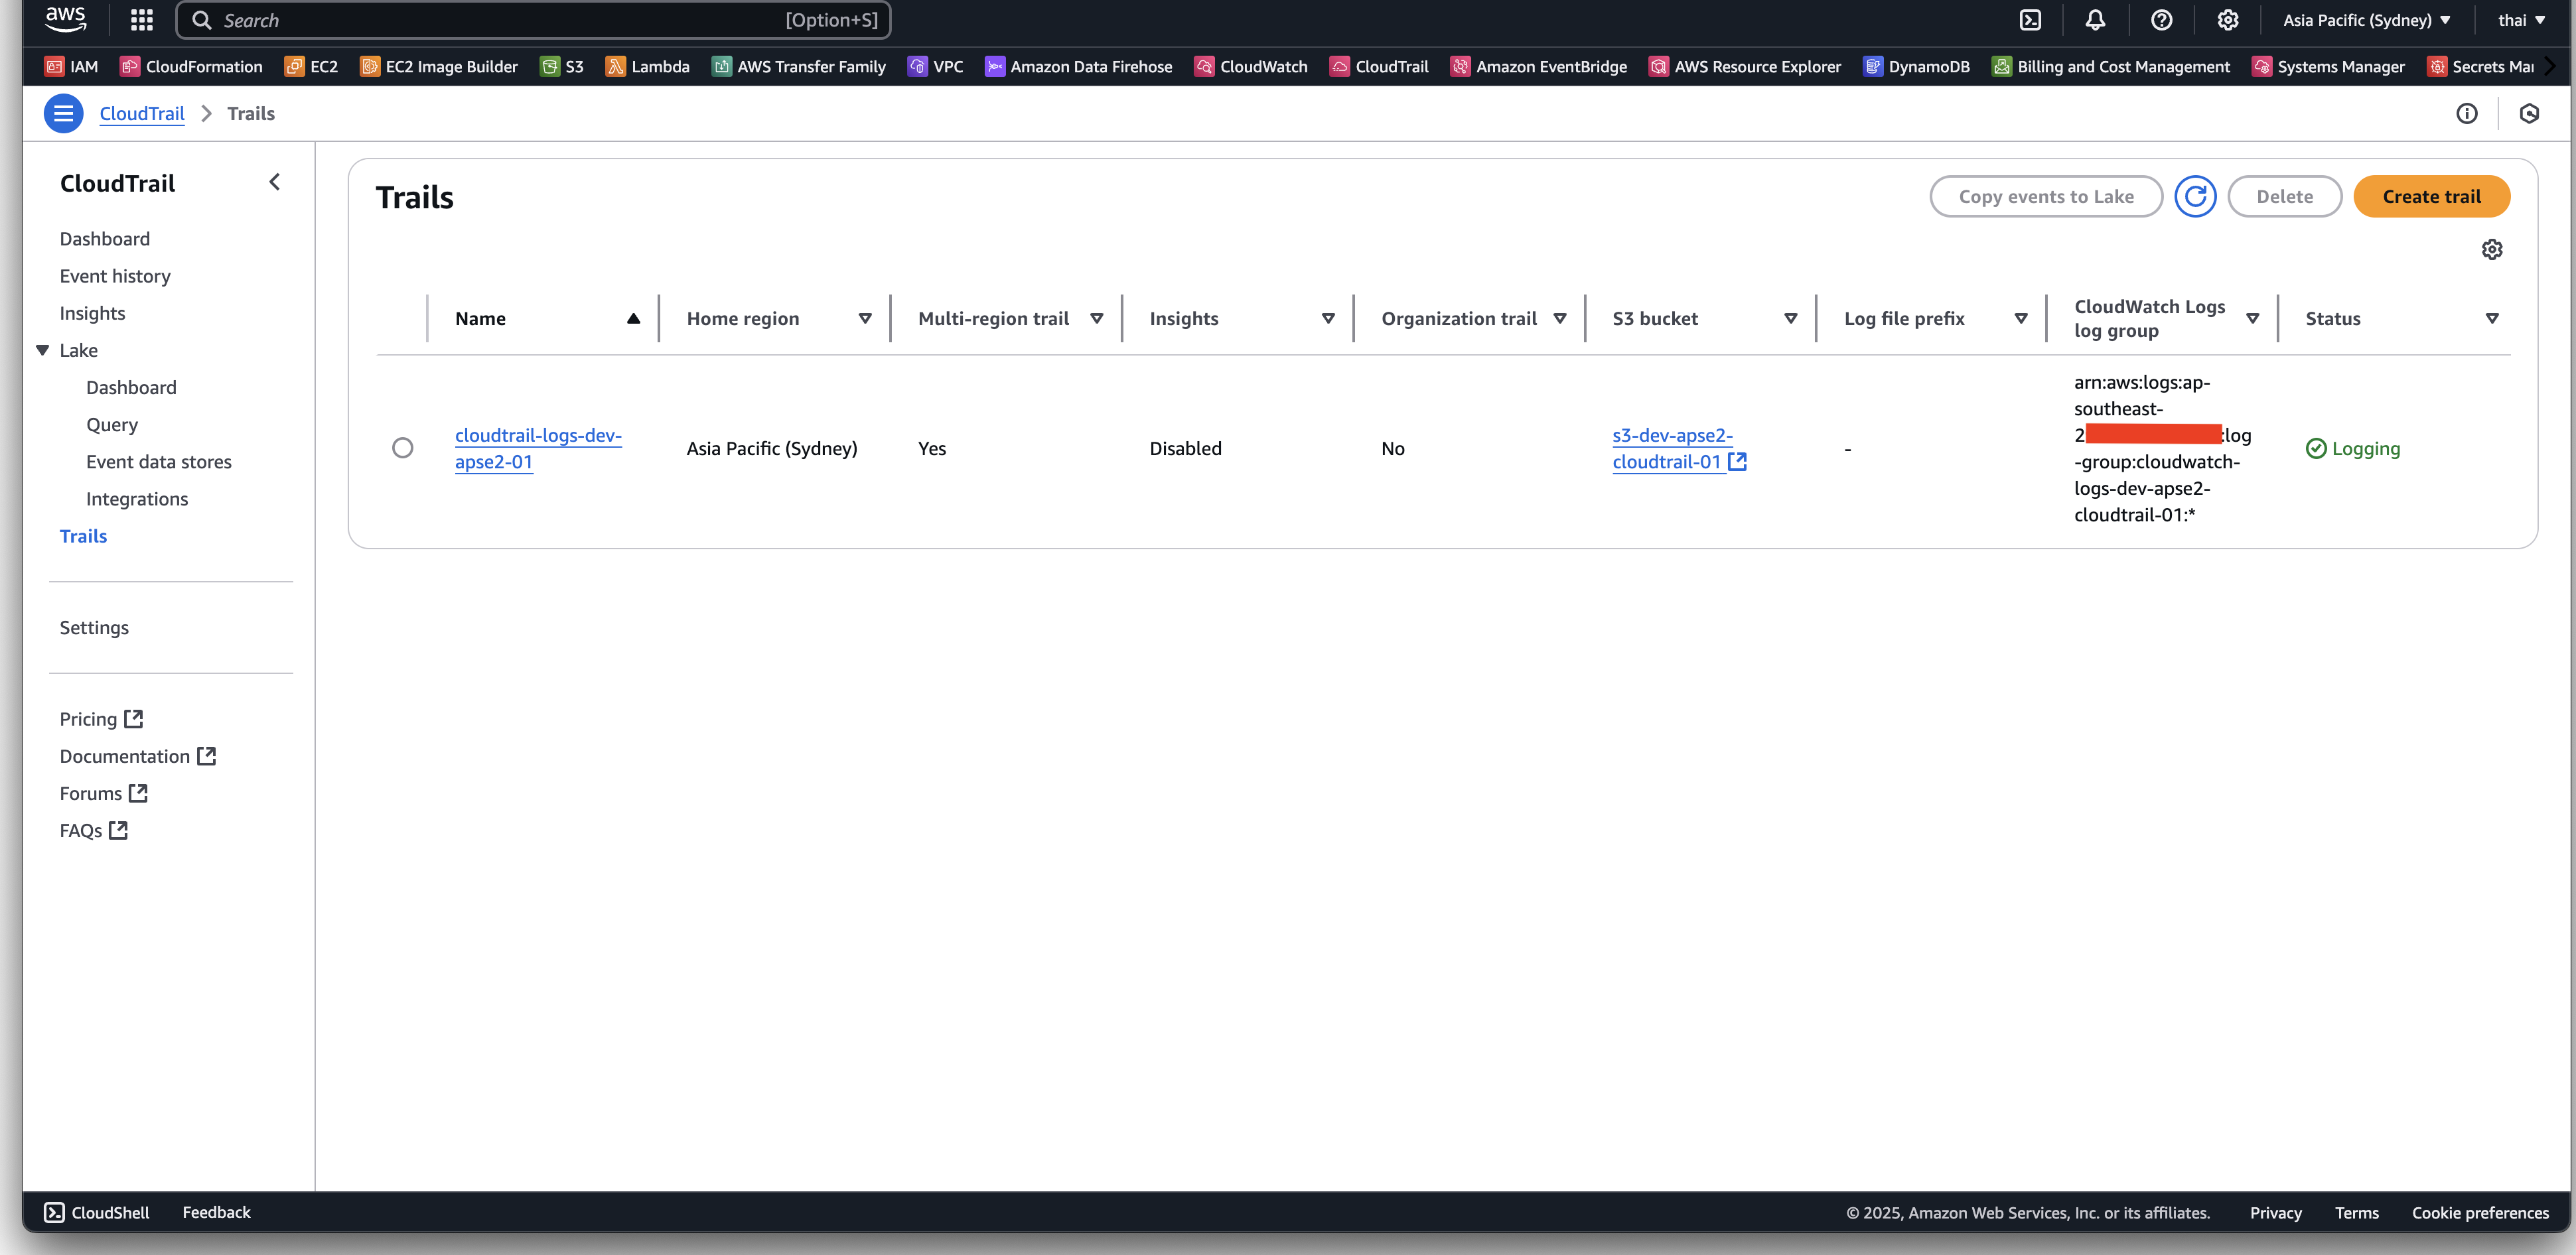 aws
Search [Option+S]
Asia Pacific (Sydney)
thai
IAM CloudFormation EC2 EC2 Image Builder S3 Lambda AWS Transfer Family VPC Amazon Data Firehose CloudWatch CloudTrail Amazon EventBridge AWS Resource Explorer DynamoDB Billing and Cost Management Systems Manager Secrets Ma
CloudTrail > Trails
CloudTrail
Dashboard
Event history
Insights
Lake
Dashboard
Query
Event data stores
Integrations
Trails
Settings
Pricing
Documentation
Forums
FAQs
Trails
Copy events to Lake
Delete
Create trail
Name
Home region
Multi-region trail
Insights
Organization trail
S3 bucket
Log file prefix
CloudWatch Logs
log group
Status
cloudtrail-logs-dev-
apse2-01
Asia Pacific (Sydney)
Yes
Disabled
No
s3-dev-apse2-
cloudtrail-01
-
arn:aws:logs:ap-
southeast-
2 :log
-group:cloudwatch-
logs-dev-apse2-
cloudtrail-01:*
Logging
CloudShell
Feedback
© 2025, Amazon Web Services, Inc. or its affiliates.
Privacy
Terms
Cookie preferences